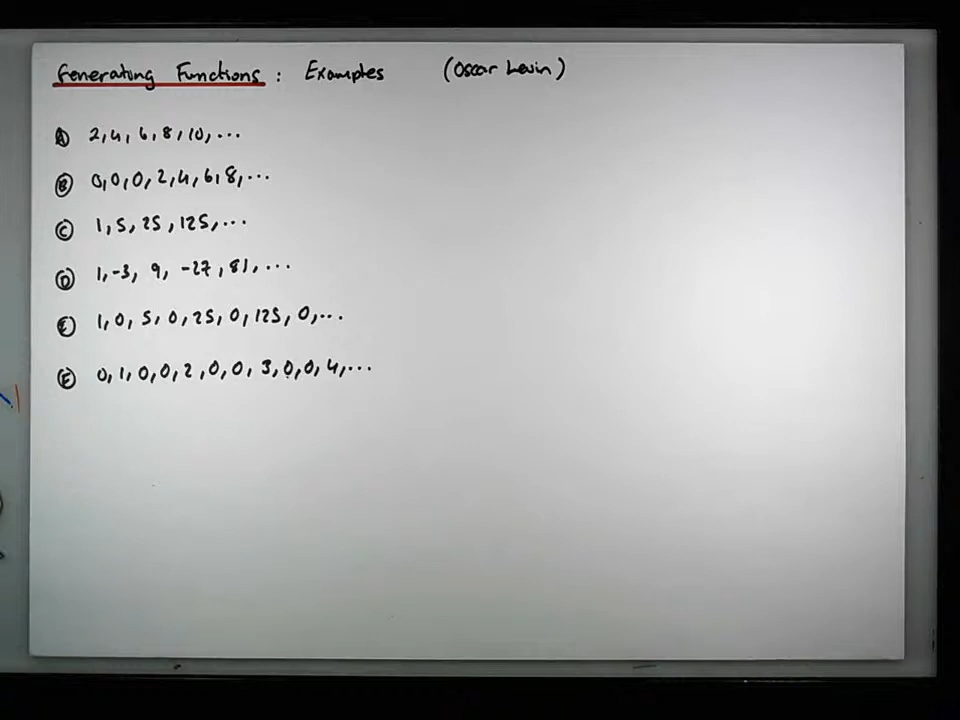 Generating Functions : Examples (Oscar Levin)
Ⓐ 2, 4, 6, 8, 10, ...
Ⓑ 0, 0, 0, 2, 4, 6, 8, ...
Ⓒ 1, 5, 25, 125, ...
Ⓓ 1, -3, 9, -27, 81, ...
Ⓔ 1, 0, 5, 0, 25, 0, 125, 0, ...
Ⓕ 0, 1, 0, 0, 2, 0, 0, 3, 0, 0, 4, ...